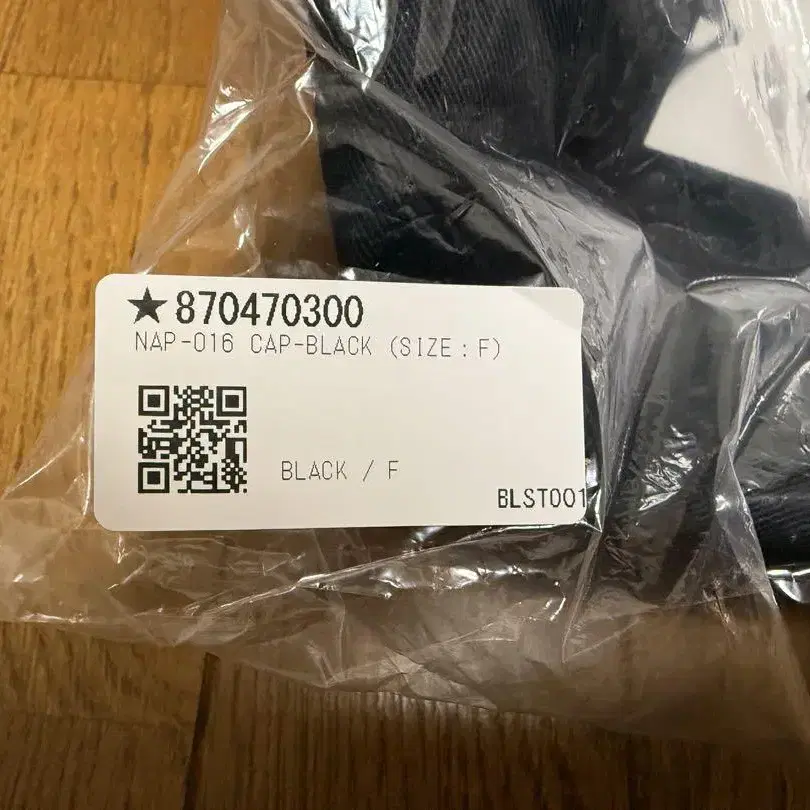 ★870470300
NAP-016 CAP-BLACK (SIZE:F)
BLACK / F
BLST001